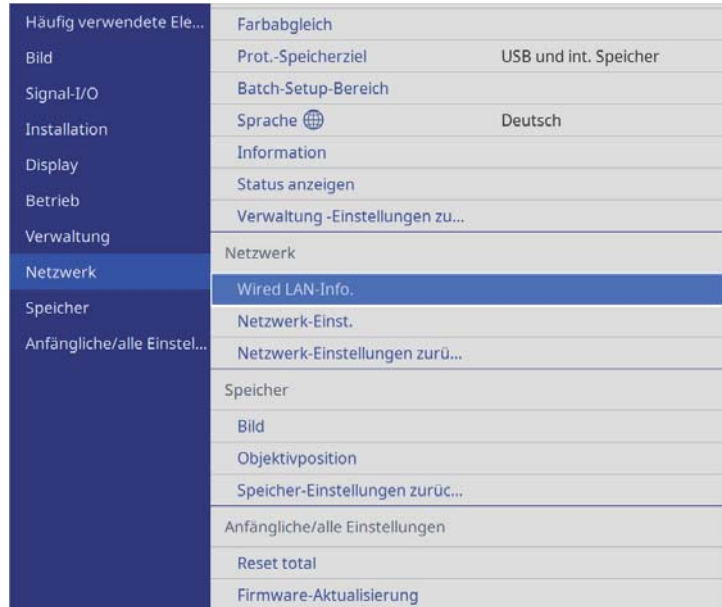 Häufig verwendete Ele...
Bild
Signal-I/O
Installation
Display
Betrieb
Verwaltung
Netzwerk
Speicher
Anfängliche/alle Einstel...
Farbabgleich
Prot.-Speicherziel USB und int. Speicher
Batch-Setup-Bereich
Sprache Deutsch
Information
Status anzeigen
Verwaltung -Einstellungen zu...
Netzwerk
Wired LAN-Info.
Netzwerk-Einst.
Netzwerk-Einstellungen zurü...
Speicher
Bild
Objektivposition
Speicher-Einstellungen zurüc...
Anfängliche/alle Einstellungen
Reset total
Firmware-Aktualisierung